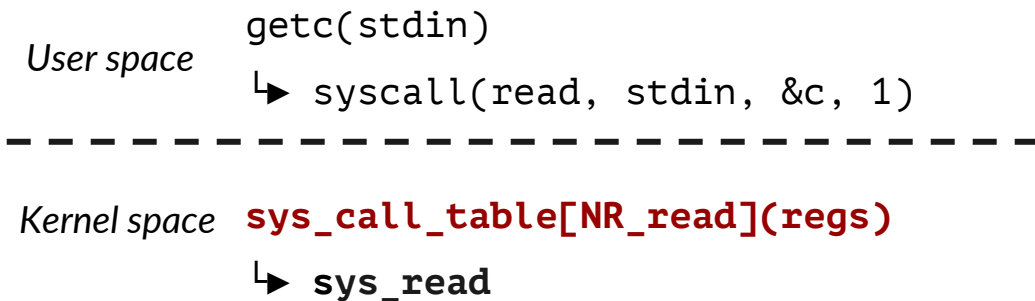 getc(stdin)
User space
syscall(read, stdin, &c, 1)
Kernel space sys_call_table[NR_read](regs)
sys_read